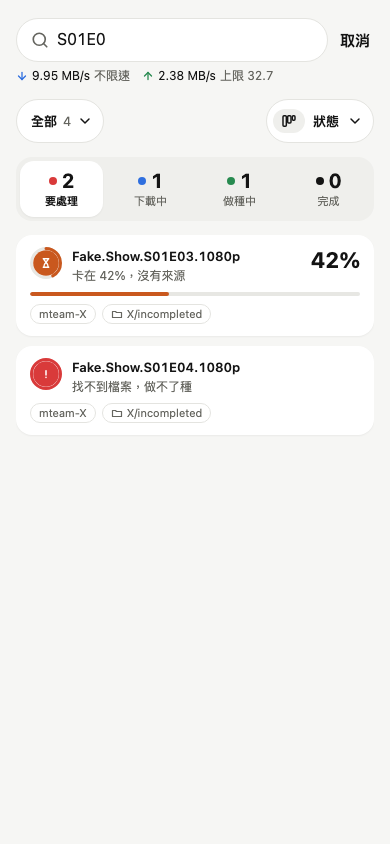 S01E0 取消
9.95 MB/s 不限速 2.38 MB/s 上限 32.7
全部 4 狀態
2 1 1 0
要處理 下載中 做種中 完成
Fake.Show.S01E03.1080p 42%
卡在 42%，沒有來源
mteam-X X/incompleted
Fake.Show.S01E04.1080p
找不到檔案，做不了種
mteam-X X/incompleted